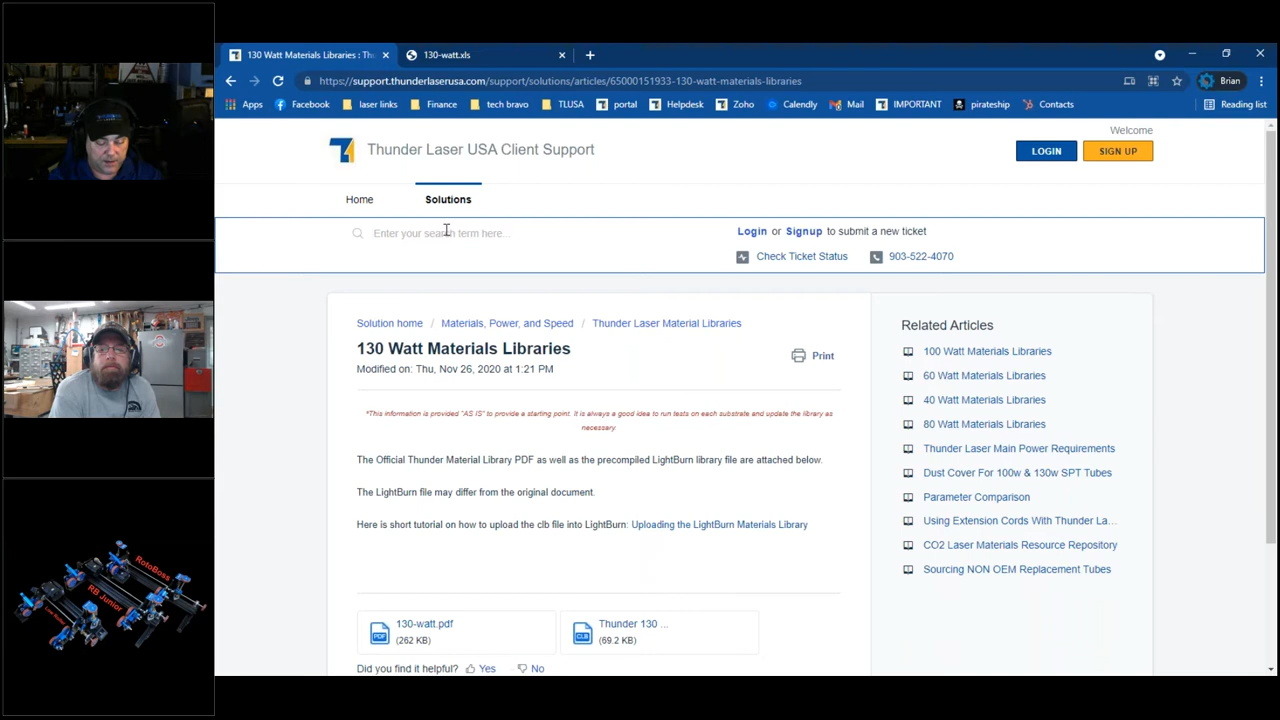 130 Watt Materials Libraries : Thu
130-watt.xls
https://support.thunderlaserusa.com/support/solutions/articles/65000151933-130-watt-materials-libraries
Brian
Apps
Facebook
laser links
Finance
tech bravo
TLUSA
portal
Helpdesk
Zoho
Calendly
Mail
IMPORTANT
pirateship
Contacts
Reading list
Welcome
Thunder Laser USA Client Support
LOGIN
SIGN UP
Home
Solutions
Enter your search term here...
Login or Signup to submit a new ticket
Check Ticket Status
903-522-4070
Solution home / Materials, Power, and Speed / Thunder Laser Material Libraries
130 Watt Materials Libraries
Print
Modified on: Thu, Nov 26, 2020 at 1:21 PM
*This information is provided "AS IS" to provide a starting point. It is always a good idea to run tests on each substrate and update the library as
necessary.
The Official Thunder Material Library PDF as well as the precompiled LightBurn library file are attached below.
The LightBurn file may differ from the original document.
Here is short tutorial on how to upload the clb file into LightBurn: Uploading the LightBurn Materials Library
PDF
130-watt.pdf
(262 KB)
CLB
Thunder 130 ...
(69.2 KB)
Did you find it helpful? Yes No
Related Articles
100 Watt Materials Libraries
60 Watt Materials Libraries
40 Watt Materials Libraries
80 Watt Materials Libraries
Thunder Laser Main Power Requirements
Dust Cover For 100w & 130w SPT Tubes
Parameter Comparison
Using Extension Cords With Thunder La...
CO2 Laser Materials Resource Repository
Sourcing NON OEM Replacement Tubes
RotoBoss
RB Junior